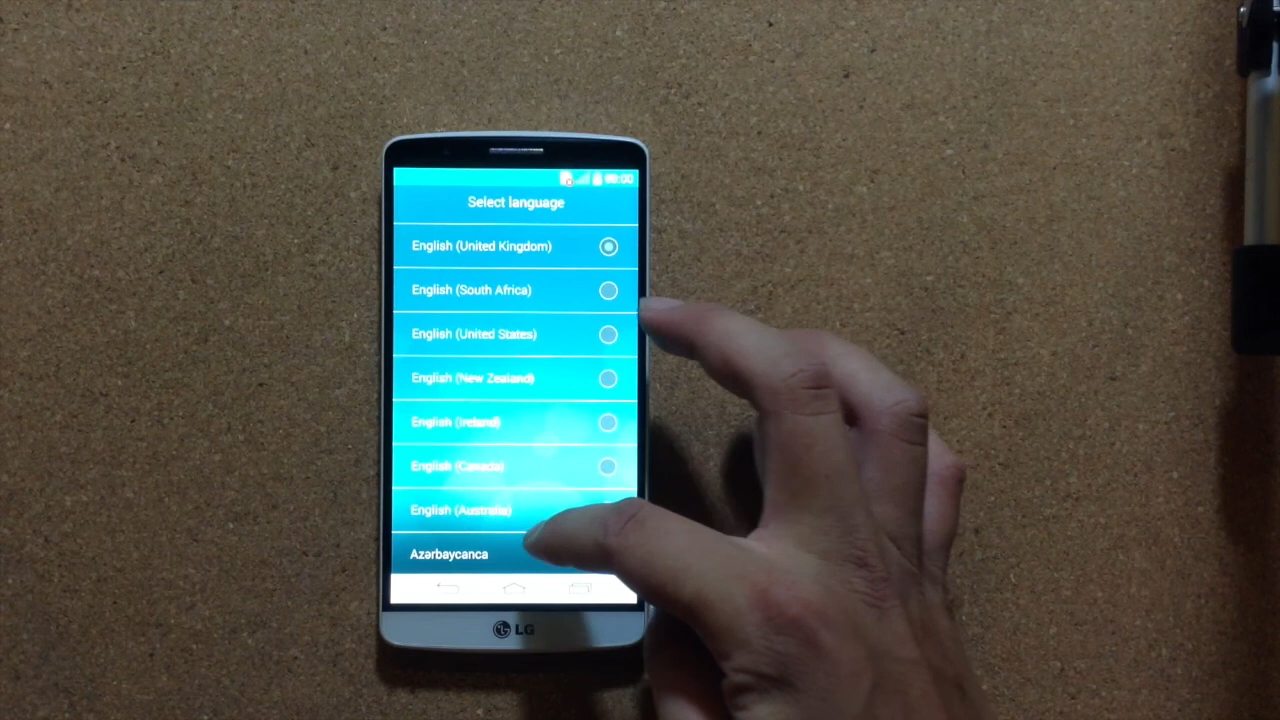 Select language
English (United Kingdom)
English (South Africa)
English (United States)
English (New Zealand)
English (Ireland)
English (Canada)
English (Australia)
Azərbaycanca
LG